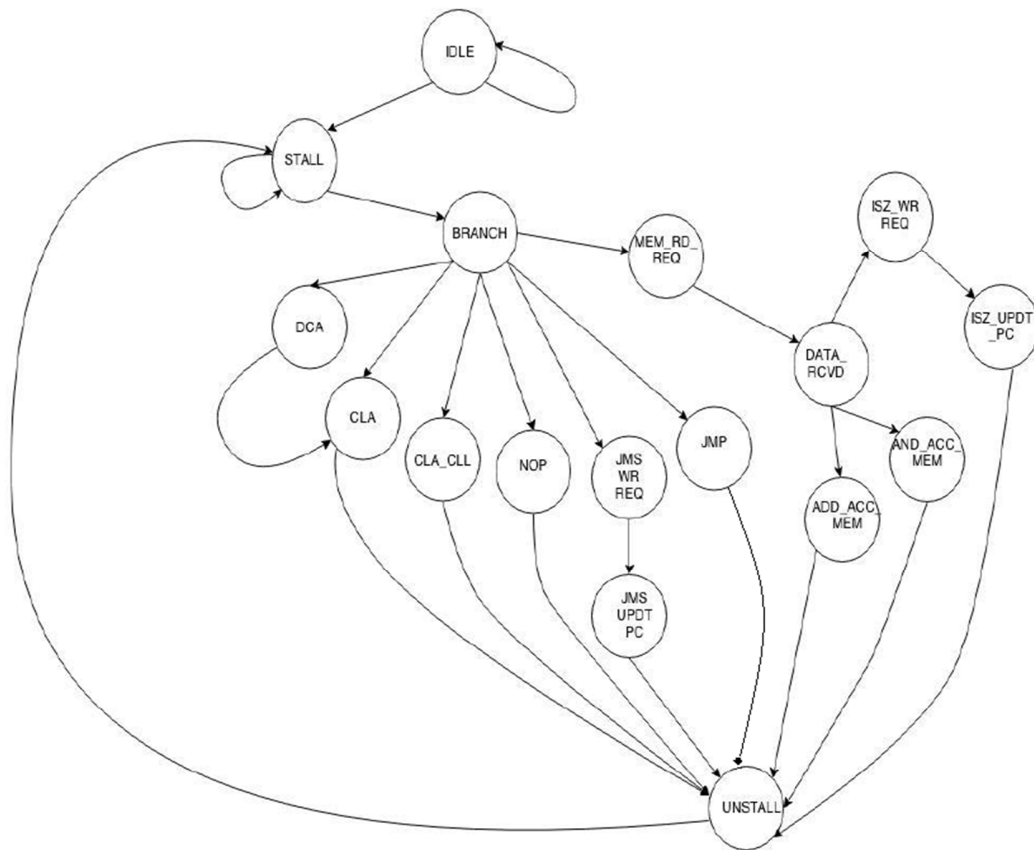 IDLE
STALL
BRANCH
MEM_RD_
REQ
ISZ_WR
REQ
ISZ_UPDT
_PC
DCA
DATA_
RCVD
CLA
CLA_CLL
NOP
JMS
WR
REQ
JMP
AND_ACC_
MEM
ADD_ACC_
MEM
JMS
UPDT
PC
UNSTALL